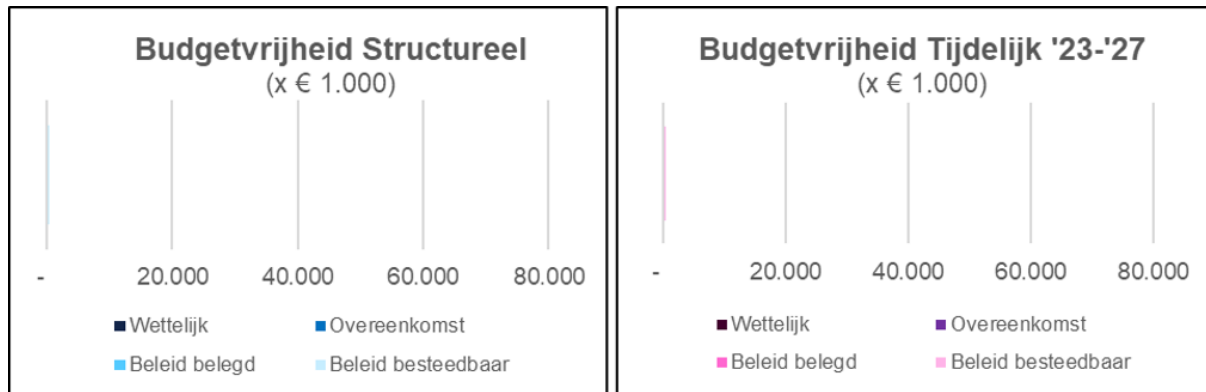 Budgetvrijheid Structureel
(x € 1.000)
- 20.000 40.000 60.000 80.000
Wettelijk Overeenkomst
Beleid belegd Beleid besteedbaar
Budgetvrijheid Tijdelijk '23-'27
(x € 1.000)
- 20.000 40.000 60.000 80.000
Wettelijk Overeenkomst
Beleid belegd Beleid besteedbaar